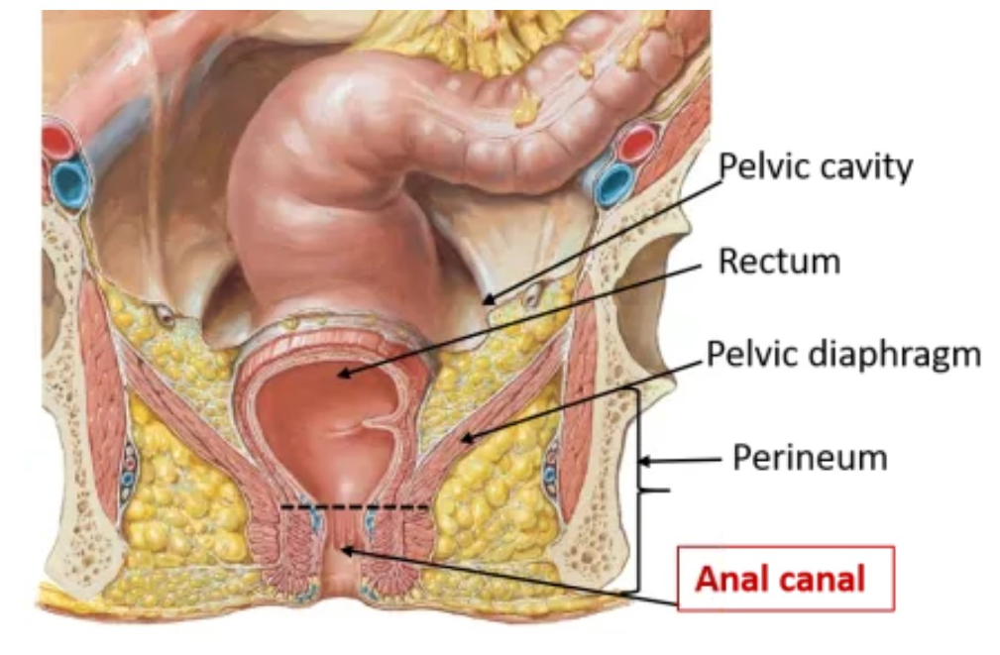 Pelvic cavity
Rectum
Pelvic diaphragm
Perineum
Anal canal